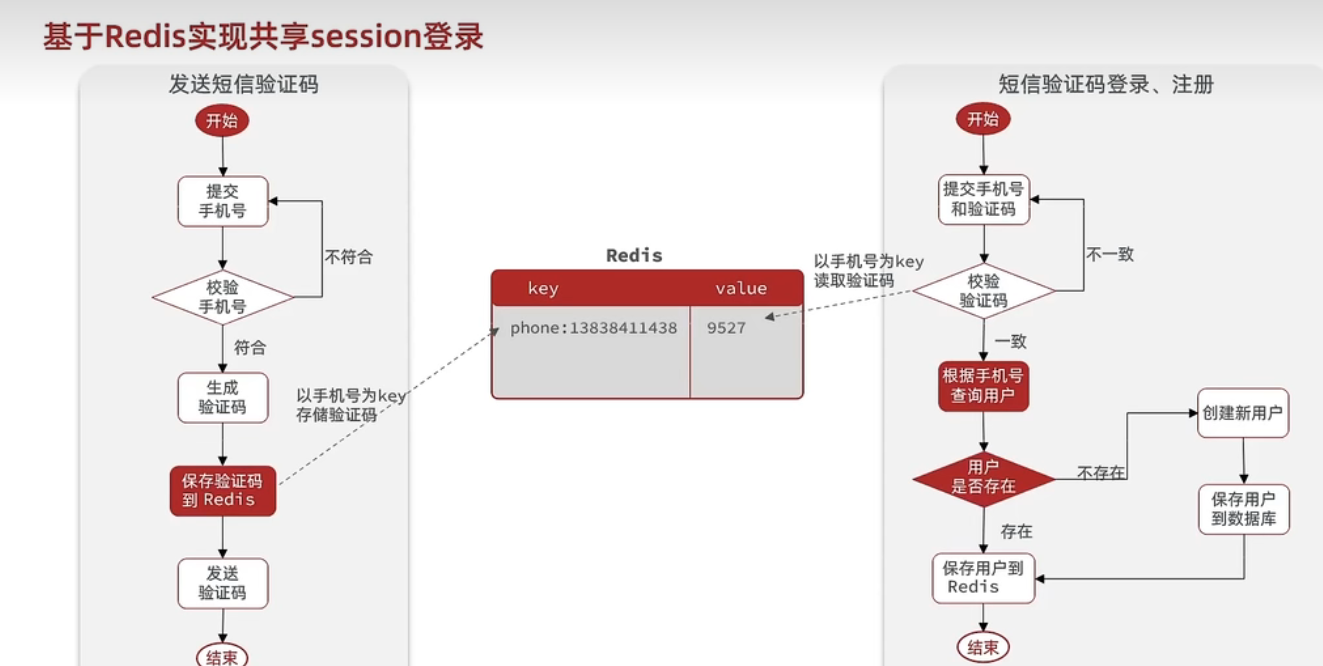 基于Redis实现共享session登录
发送短信验证码
开始
提交
手机号
不符合
校验
手机号
符合
生成
验证码
以手机号为key
存储验证码
保存验证码
到 Redis
发送
验证码
结束
Redis
key value
phone:13838411438 9527
以手机号为key
读取验证码
短信验证码登录、注册
开始
提交手机号
和验证码
不一致
校验
验证码
一致
根据手机号
查询用户
用户
是否存在
不存在
创建新用户
保存用户
到数据库
存在
保存用户到
Redis
结束